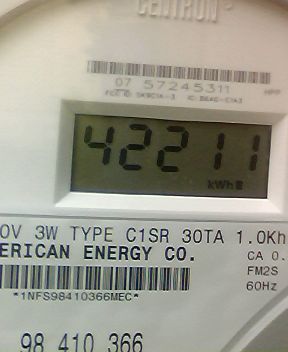 CENTRON
07 57245311
42211
kWh
0V 3W TYPE C1SR 30TA 1.0Kh
ERICAN ENERGY CO.
CA 0.
FM2S
60Hz
*1NFS98410366MEC*
98 410 366